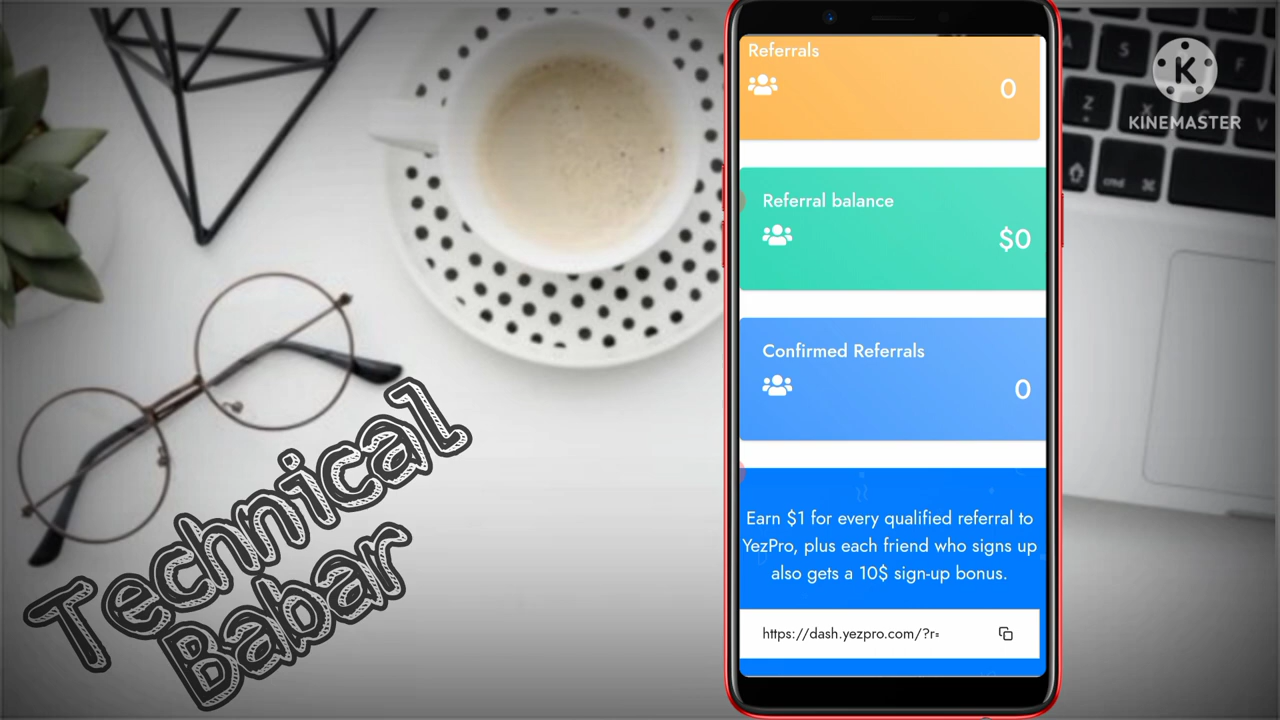 Technical
Babar
Referrals
0
Referral balance
$0
Confirmed Referrals
0
Earn $1 for every qualified referral to
YezPro, plus each friend who signs up
also gets a 10$ sign-up bonus.
https://dash.yezpro.com/?r=
K
KINEMASTER
A
S
F
Z
X
C
V
cmd ⌘